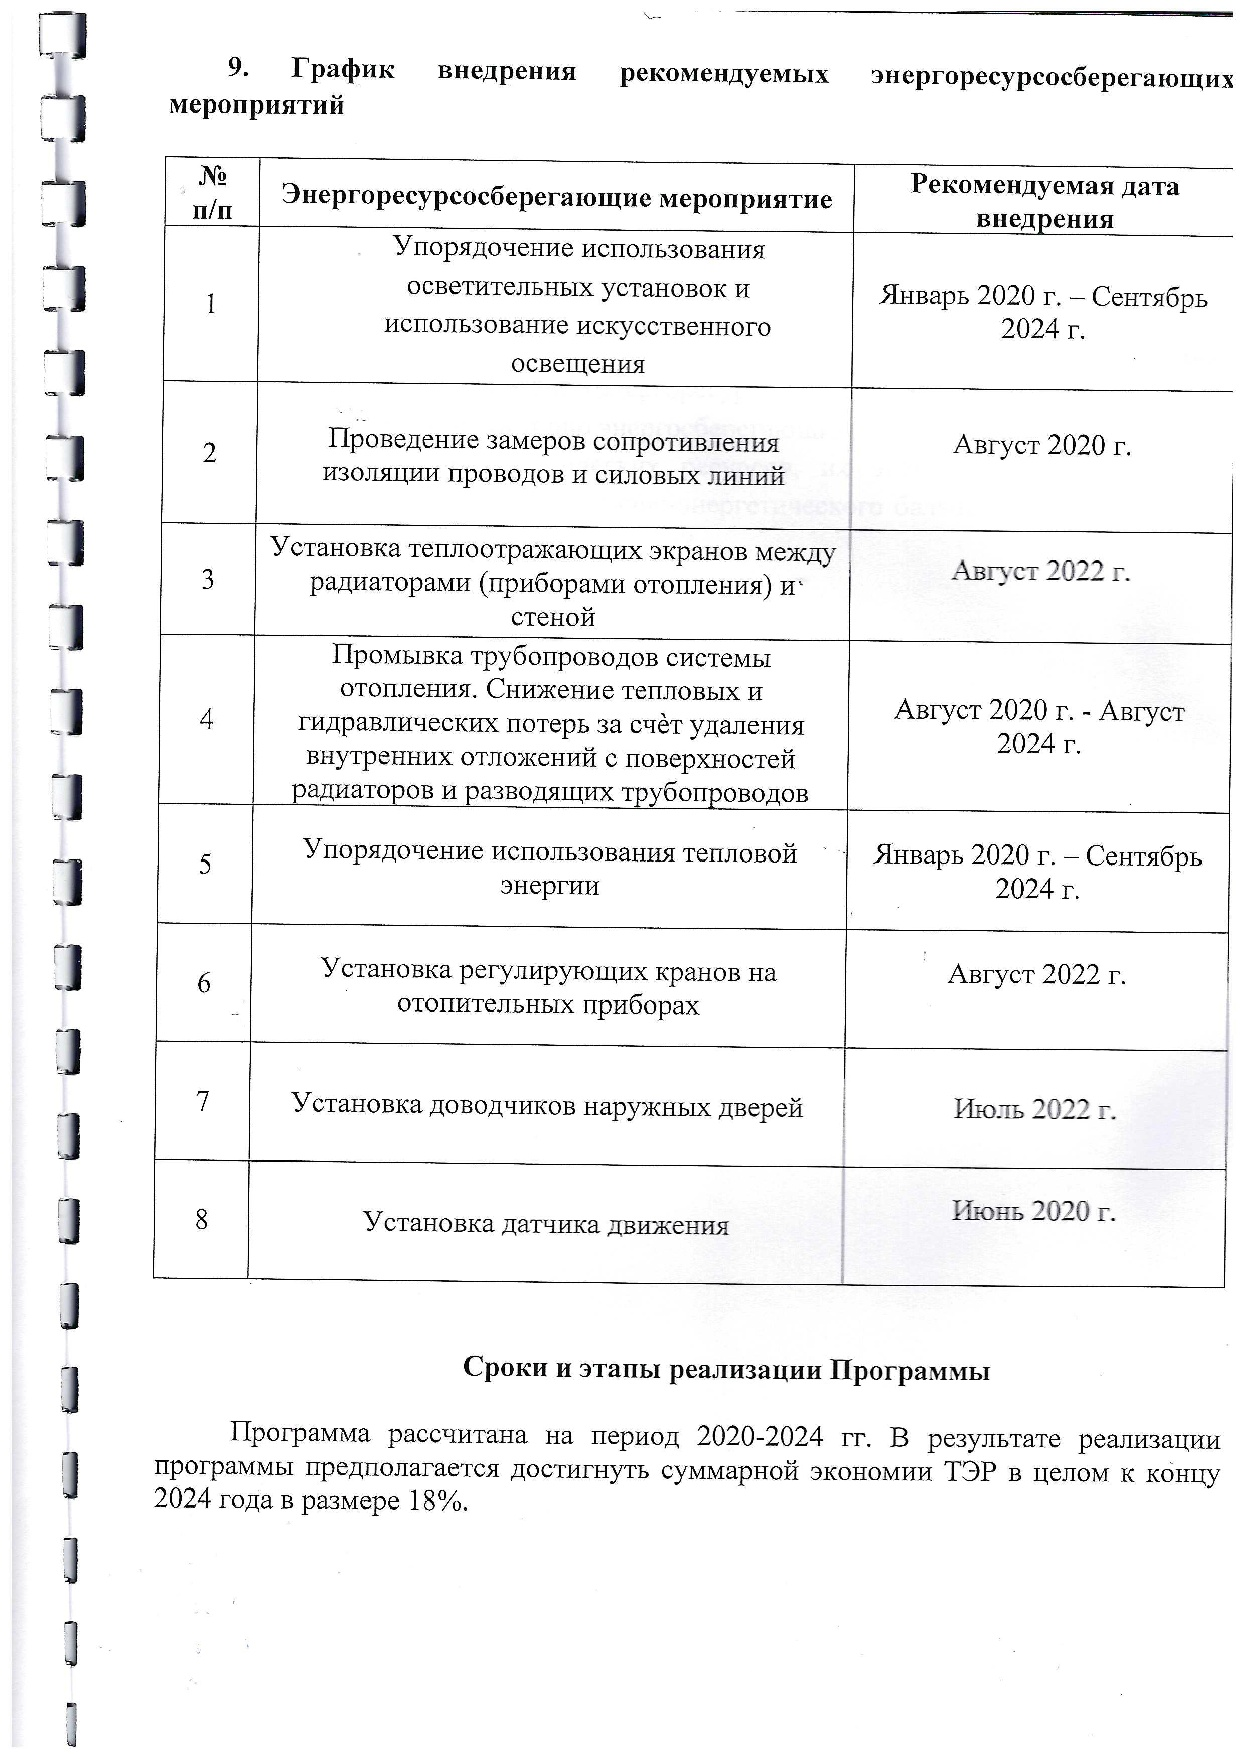 9. График внедрения рекомендуемых энергоресурсосберегающих
мероприятий
№
п/п
Энергоресурсосберегающие мероприятие
Рекомендуемая дата
внедрения
1
Упорядочение использования
осветительных установок и
использование искусственного
освещения
Январь 2020 г. – Сентябрь
2024 г.
2
Проведение замеров сопротивления
изоляции проводов и силовых линий
Август 2020 г.
3
Установка теплоотражающих экранов между
радиаторами (приборами отопления) и
стеной
Август 2022 г.
4
Промывка трубопроводов системы
отопления. Снижение тепловых и
гидравлических потерь за счѐт удаления
внутренних отложений с поверхностей
радиаторов и разводящих трубопроводов
Август 2020 г. - Август
2024 г.
5
Упорядочение использования тепловой
энергии
Январь 2020 г. – Сентябрь
2024 г.
6
Установка регулирующих кранов на
отопительных приборах
Август 2022 г.
7
Установка доводчиков наружных дверей
Июль 2022 г.
8
Установка датчика движения
Июнь 2020 г.
Сроки и этапы реализации Программы
Программа рассчитана на период 2020-2024 гг. В результате реализации
программы предполагается достигнуть суммарной экономии ТЭР в целом к концу
2024 года в размере 18%.